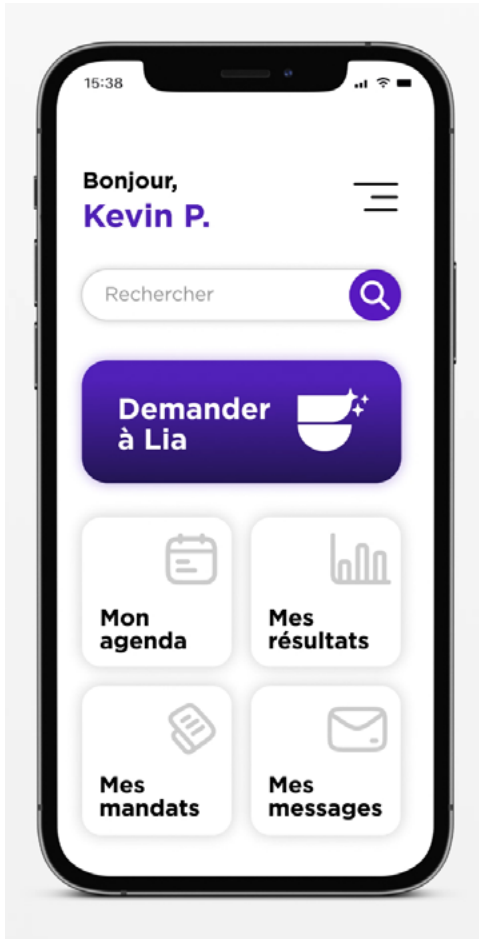 15:38
Bonjour,
Kevin P.
Rechercher
Demander
à Lia
Mon
agenda
Mes
résultats
Mes
mandats
Mes
messages